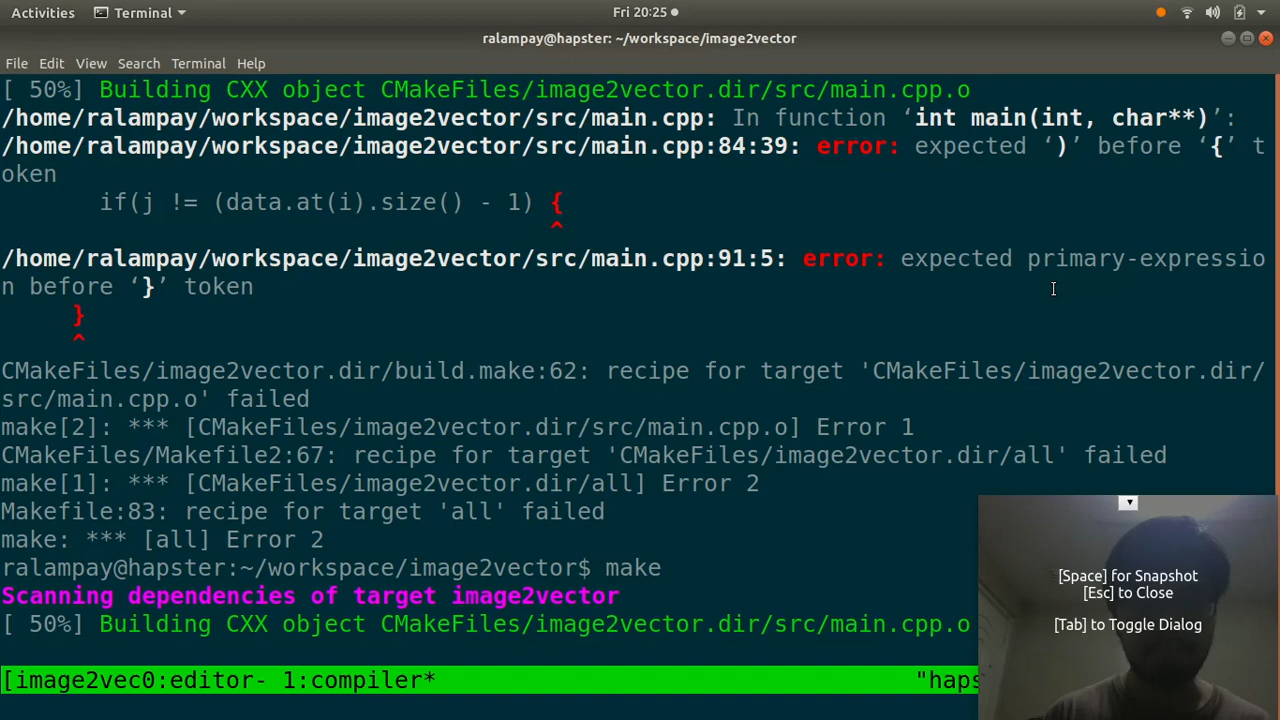 Activities Terminal Fri 20:25
ralampay@hapster: ~/workspace/image2vector
File Edit View Search Terminal Help
[ 50%] Building CXX object CMakeFiles/image2vector.dir/src/main.cpp.o
/home/ralampay/workspace/image2vector/src/main.cpp: In function ‘int main(int, char**)’:
/home/ralampay/workspace/image2vector/src/main.cpp:84:39: error: expected ‘)’ before ‘{’ t
oken
if(j != (data.at(i).size() - 1) {
^
/home/ralampay/workspace/image2vector/src/main.cpp:91:5: error: expected primary-expressio
n before ‘}’ token
}
^
CMakeFiles/image2vector.dir/build.make:62: recipe for target 'CMakeFiles/image2vector.dir/
src/main.cpp.o' failed
make[2]: *** [CMakeFiles/image2vector.dir/src/main.cpp.o] Error 1
CMakeFiles/Makefile2:67: recipe for target 'CMakeFiles/image2vector.dir/all' failed
make[1]: *** [CMakeFiles/image2vector.dir/all] Error 2
Makefile:83: recipe for target 'all' failed
make: *** [all] Error 2
ralampay@hapster:~/workspace/image2vector$ make
Scanning dependencies of target image2vector
[ 50%] Building CXX object CMakeFiles/image2vector.dir/src/main.cpp.o
[image2vec0:editor- 1:compiler* "haps
[Space] for Snapshot
[Esc] to Close
[Tab] to Toggle Dialog